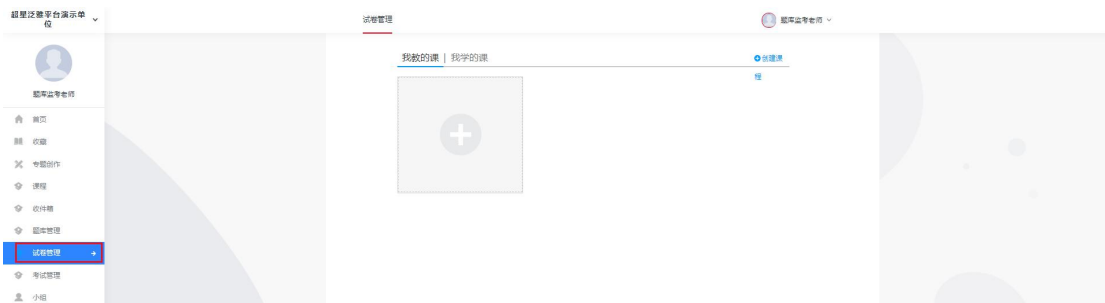 超星泛雅平台演示单
位
题库监考老师
首页
收藏
专题创作
课程
收件箱
题库管理
试卷管理
考试管理
小组
试卷管理
题库监考老师
我教的课 | 我学的课
创建课
程